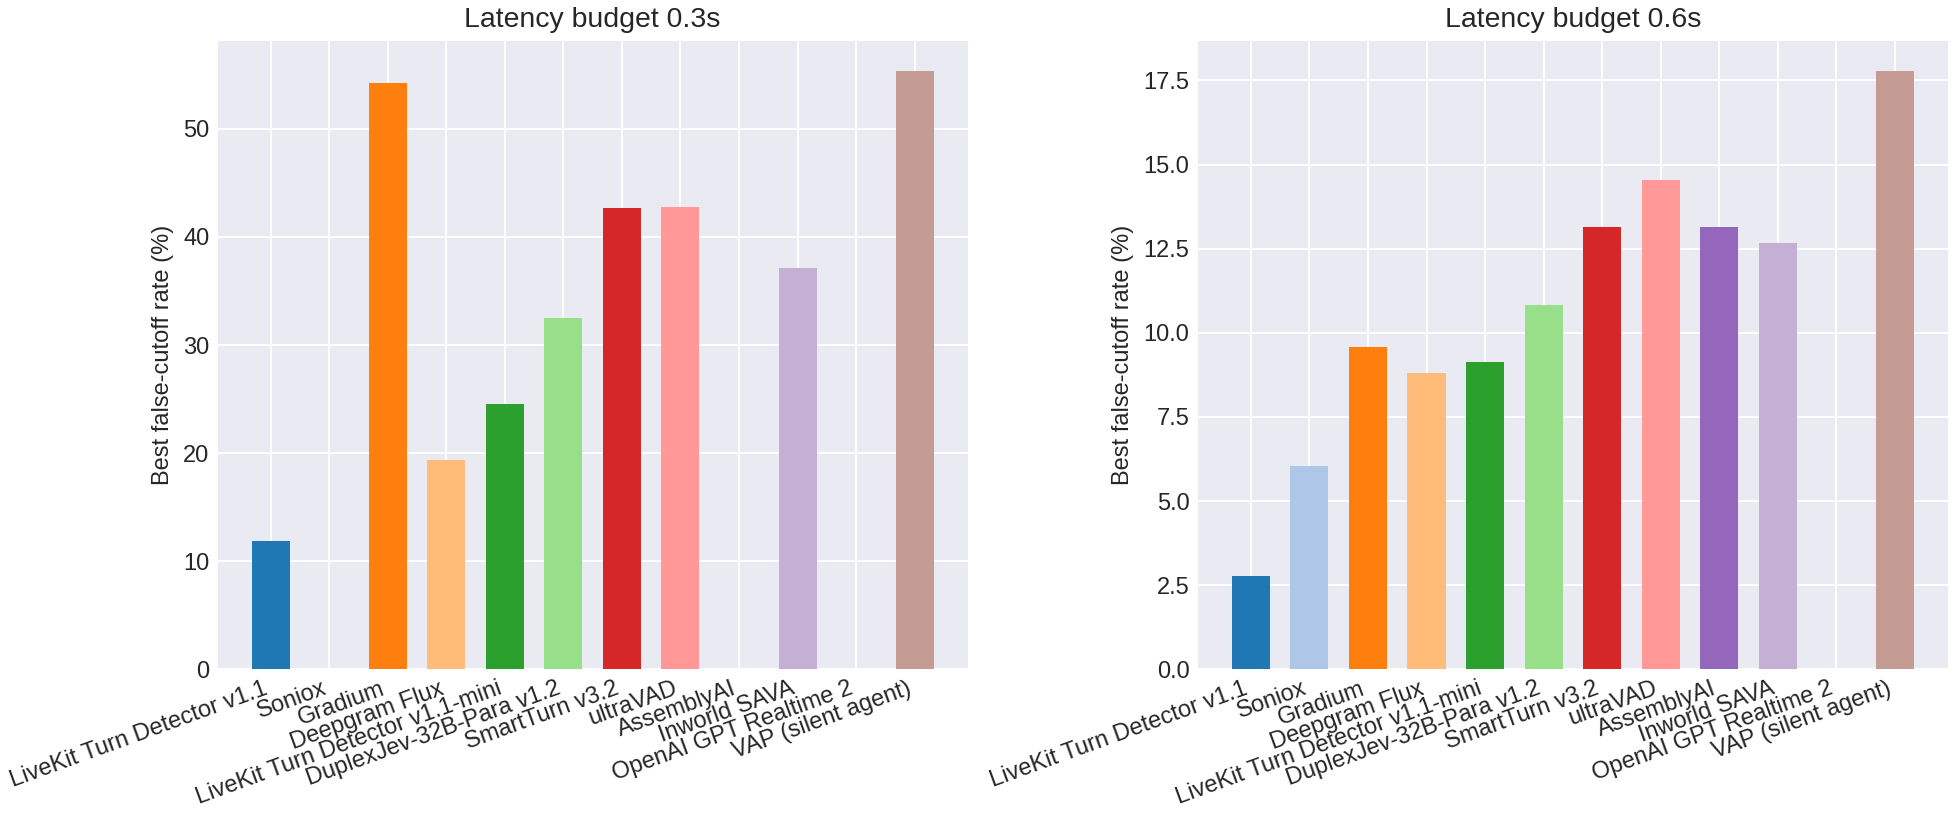 Latency budget 0.3s
Best false-cutoff rate (%)
50
40
30
20
10
0
LiveKit Turn Detector v1.1
Soniox
Gradium
Deepgram Flux
LiveKit Turn Detector v1.1-mini
DuplexJev-32B-Para v1.2
SmartTurn v3.2
ultraVAD
AssemblyAI
Inworld SAVA
OpenAI GPT Realtime 2
VAP (silent agent)
Latency budget 0.6s
Best false-cutoff rate (%)
17.5
15.0
12.5
10.0
7.5
5.0
2.5
0.0
LiveKit Turn Detector v1.1
Soniox
Gradium
Deepgram Flux
LiveKit Turn Detector v1.1-mini
DuplexJev-32B-Para v1.2
SmartTurn v3.2
ultraVAD
AssemblyAI
Inworld SAVA
OpenAI GPT Realtime 2
VAP (silent agent)